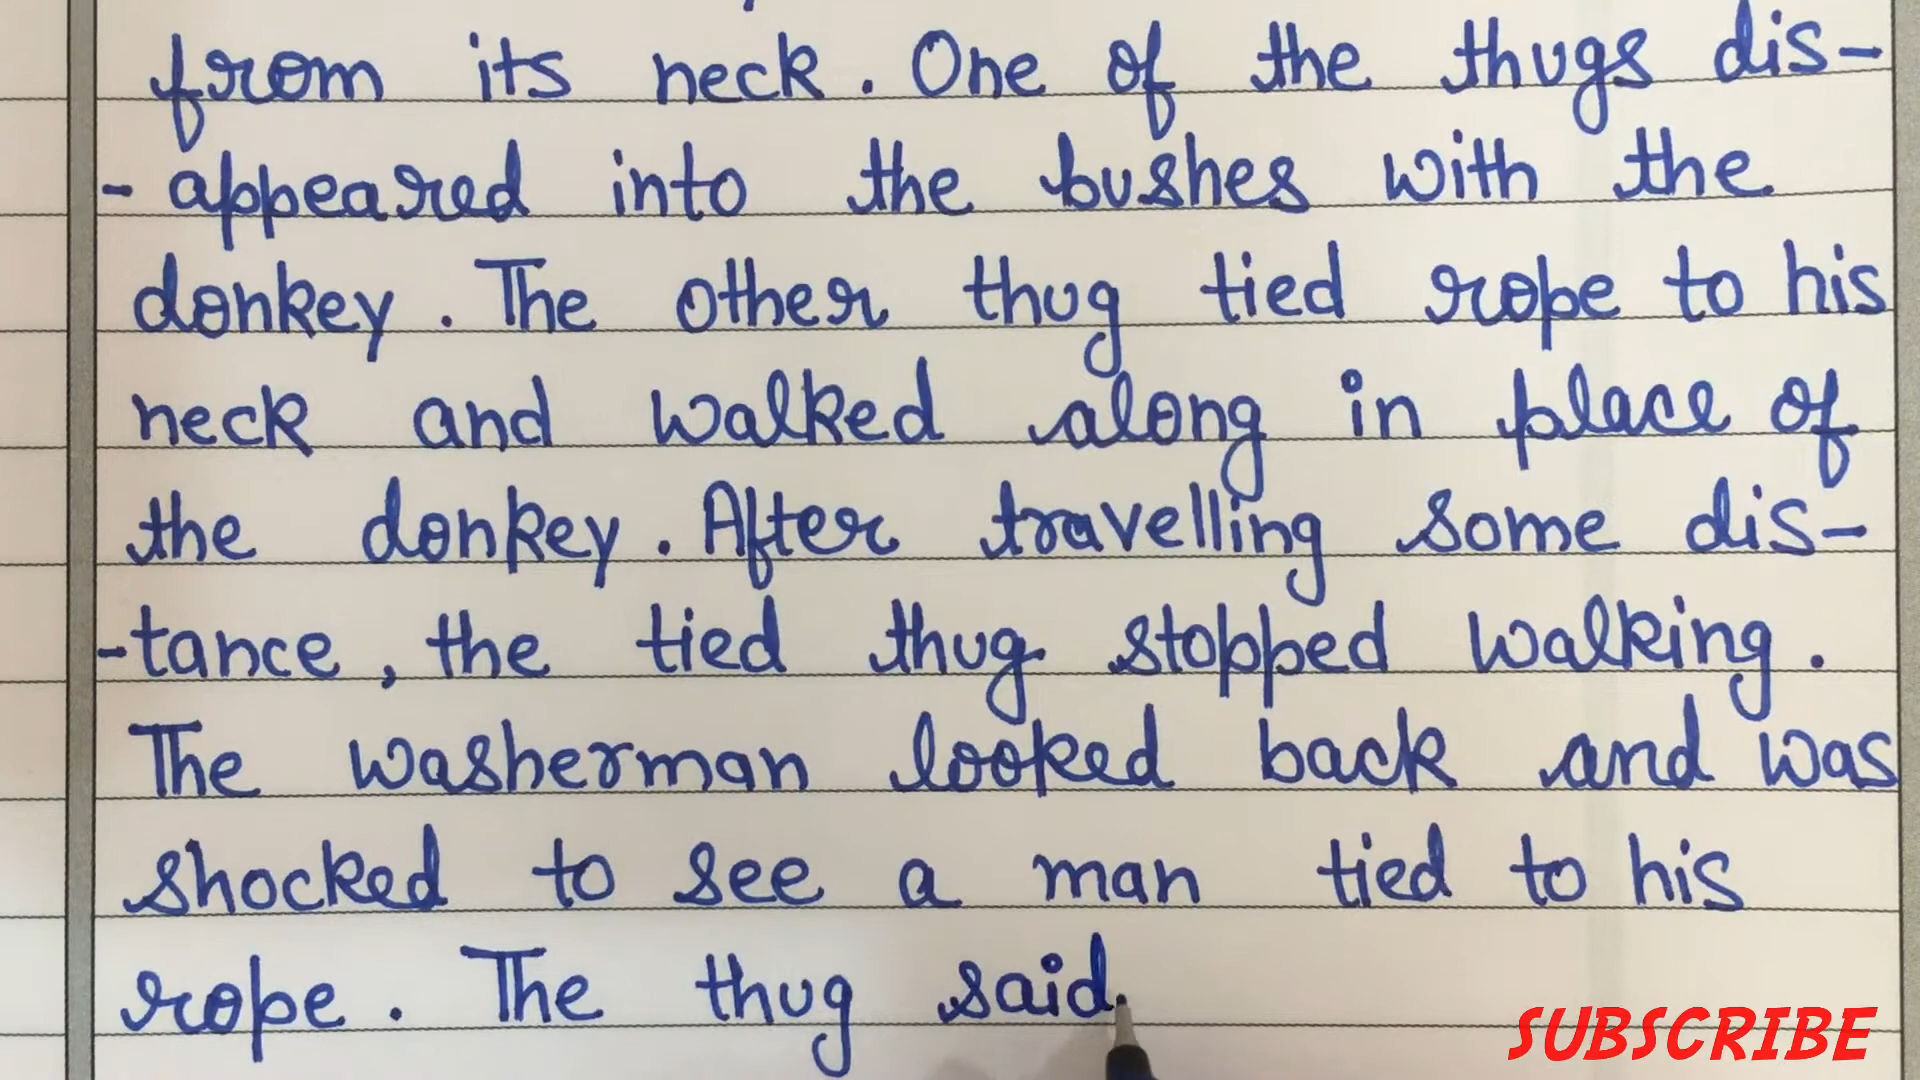 from its neck. One of the thugs dis-
-appeared into the bushes with the
donkey. The other thug tied rope to his
neck and walked along in place of
the donkey. After travelling some dis-
-tance, the tied thug stopped walking.
The washerman looked back and was
shocked to see a man tied to his
rope. The thug said
SUBSCRIBE